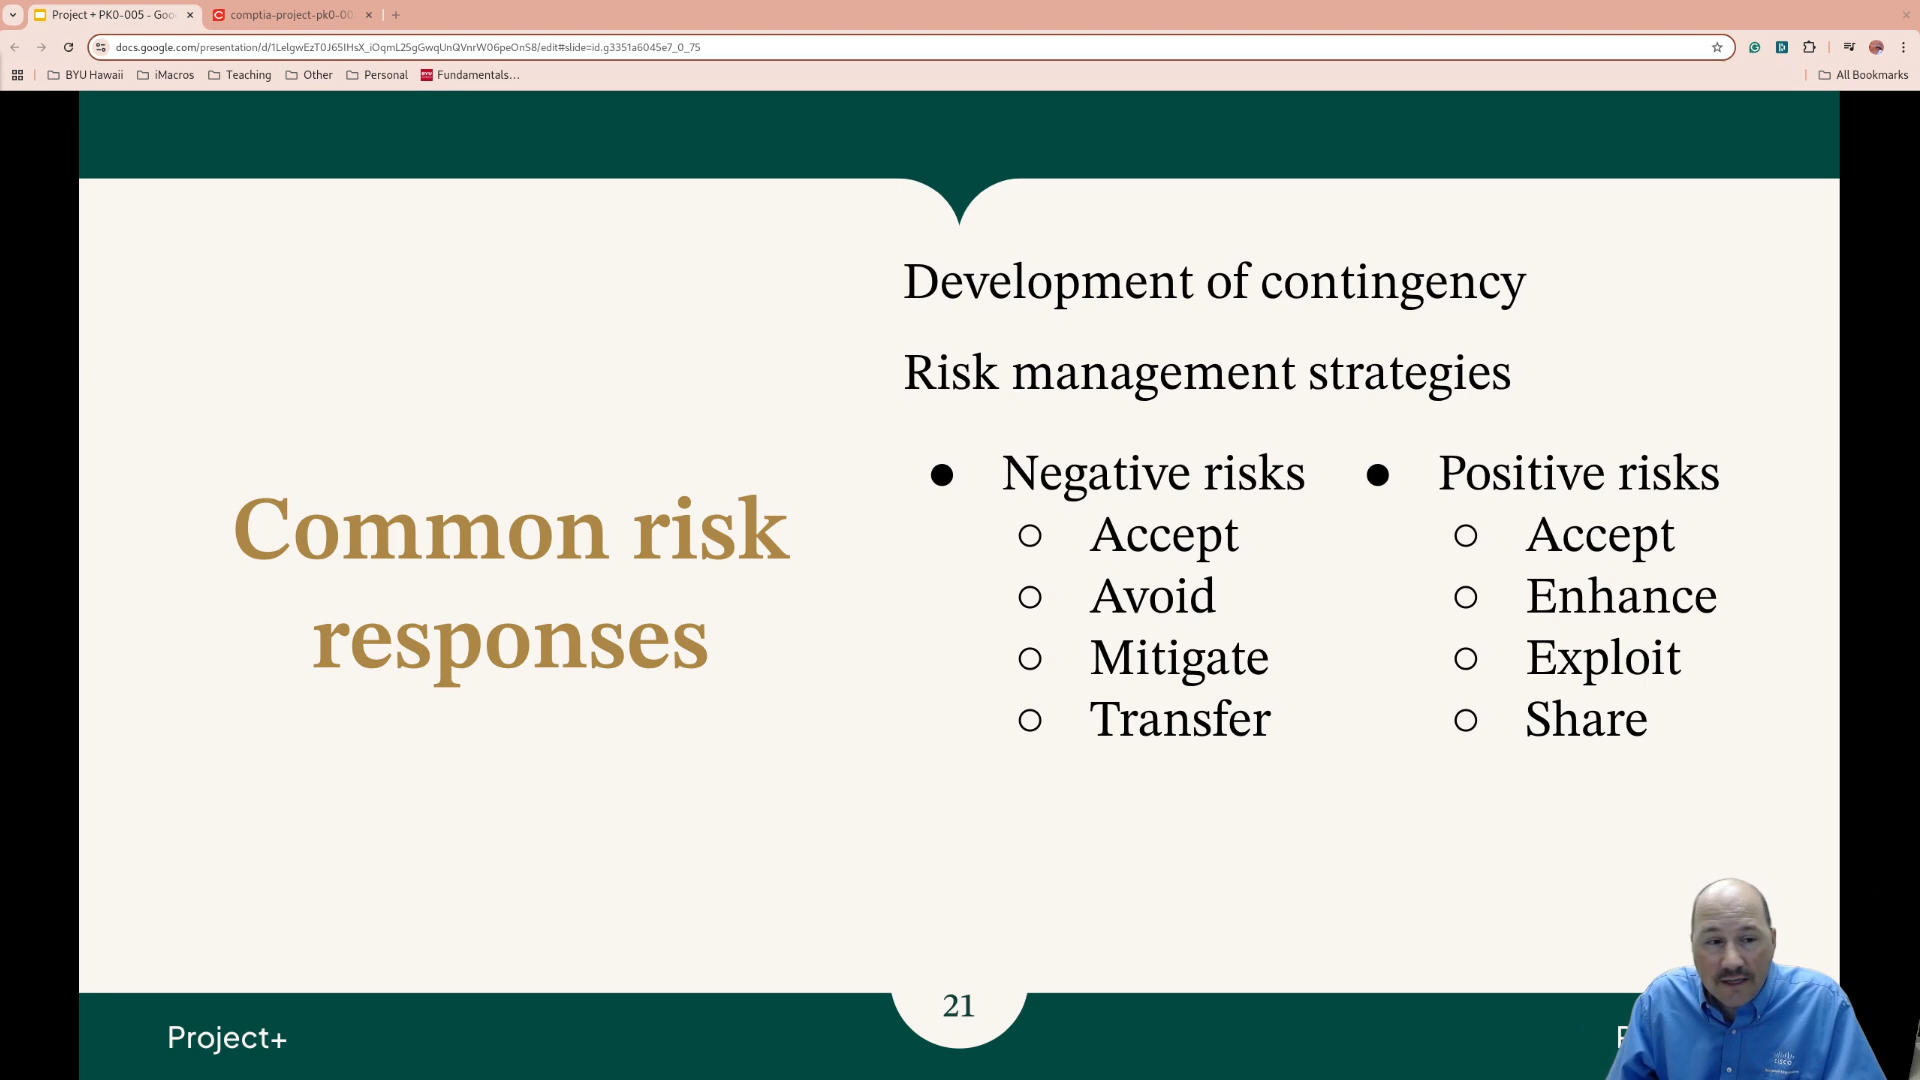 Project + PK0-005 - Goo
comptia-project-pk0-00
docs.google.com/presentation/d/1LelgwEzT0J65IHsX_iOqmL25gGwqUnQVnrW06peOnS8/edit#slide=id.g3351a6045e7_0_75
BYU Hawaii
iMacros
Teaching
Other
Personal
Fundamentals...
All Bookmarks
Common risk
responses
Development of contingency
Risk management strategies
● Negative risks
○ Accept
○ Avoid
○ Mitigate
○ Transfer
● Positive risks
○ Accept
○ Enhance
○ Exploit
○ Share
Project+
21
cisco